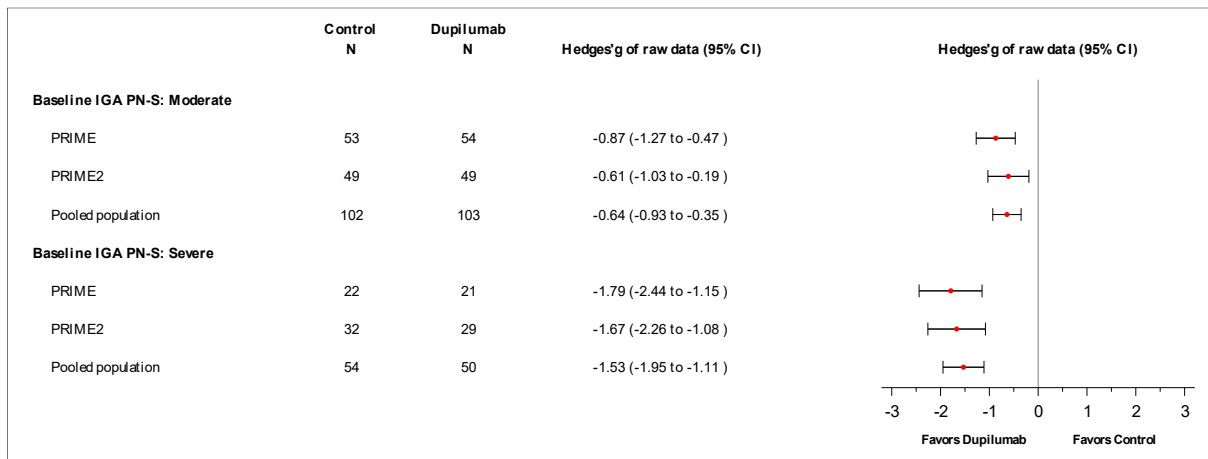 Control Dupilumab
N N Hedges'g of raw data (95% CI) Hedges'g of raw data (95% CI)
Baseline IGA PN-S: Moderate
PRIME 53 54 -0.87 (-1.27 to -0.47 )
PRIME2 49 49 -0.61 (-1.03 to -0.19 )
Pooled population 102 103 -0.64 (-0.93 to -0.35 )
Baseline IGA PN-S: Severe
PRIME 22 21 -1.79 (-2.44 to -1.15 )
PRIME2 32 29 -1.67 (-2.26 to -1.08 )
Pooled population 54 50 -1.53 (-1.95 to -1.11 )
-3 -2 -1 0 1 2 3
Favors Dupilumab Favors Control